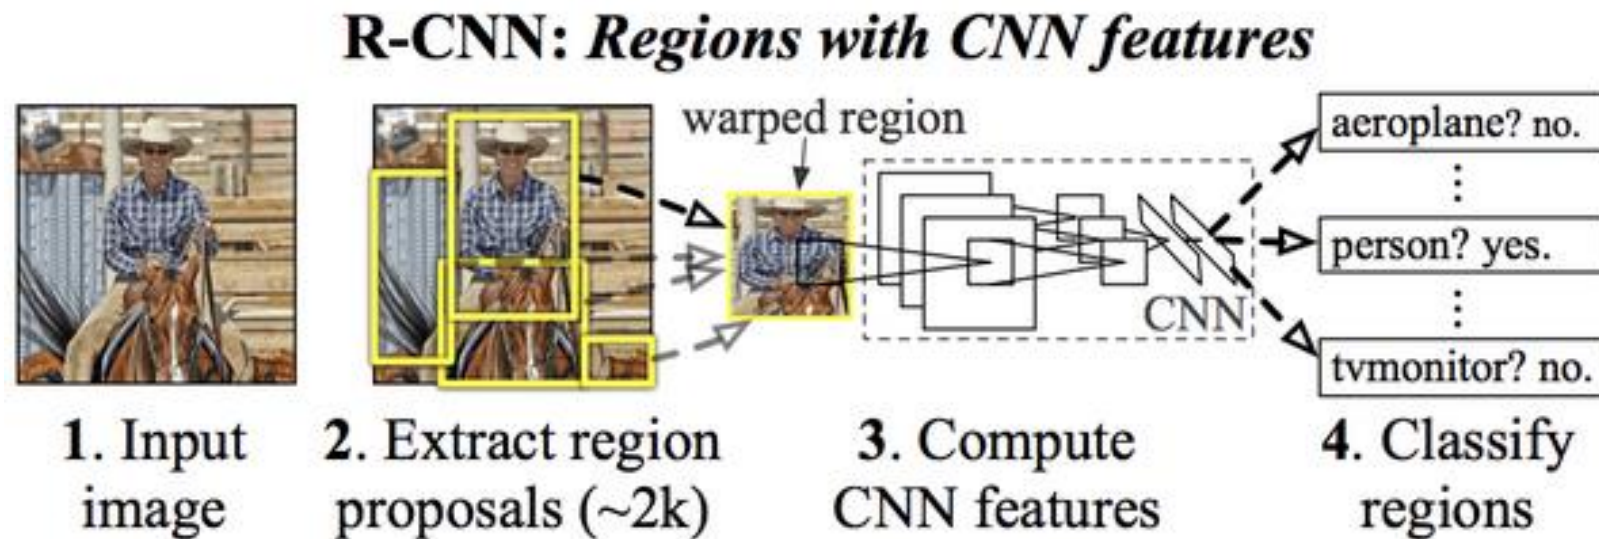 R-CNN: Regions with CNN features
warped region
aeroplane? no.
person? yes.
tvmonitor? no.
CNN
1. Input
image
2. Extract region
proposals (~2k)
3. Compute
CNN features
4. Classify
regions